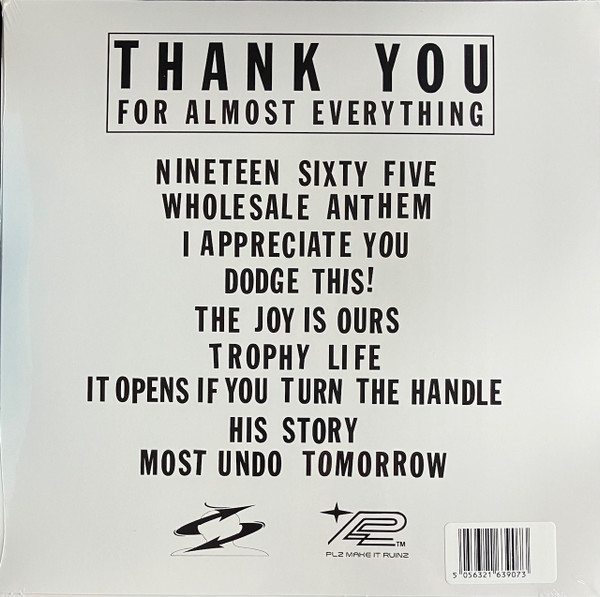 THANK YOU
FOR ALMOST EVERYTHING
NINETEEN SIXTY FIVE
WHOLESALE ANTHEM
I APPRECIATE YOU
DODGE THIS!
THE JOY IS OURS
TROPHY LIFE
IT OPENS IF YOU TURN THE HANDLE
HIS STORY
MOST UNDO TOMORROW
TM
PLZ MAKE IT RUINZ
5 056321 639073